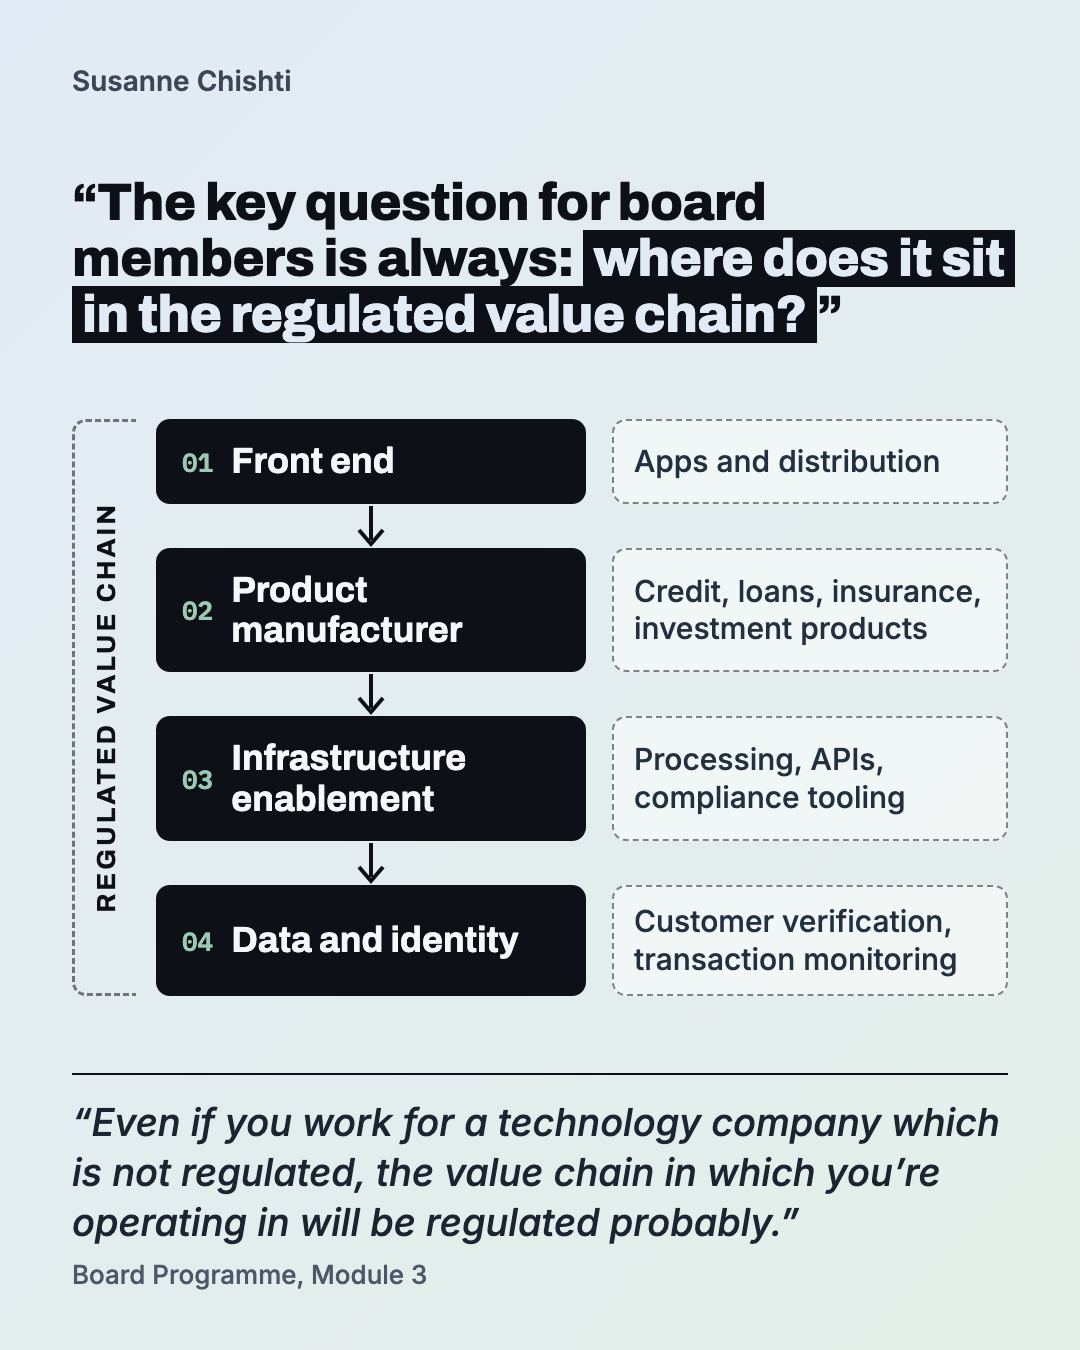 Susanne Chishti
“The key question for board
members is always: where does it sit
in the regulated value chain?”
REGULATED VALUE CHAIN
01 Front end
Apps and distribution
02 Product
manufacturer
Credit, loans, insurance,
investment products
03 Infrastructure
enablement
Processing, APIs,
compliance tooling
04 Data and identity
Customer verification,
transaction monitoring
“Even if you work for a technology company which
is not regulated, the value chain in which you’re
operating in will be regulated probably.”
Board Programme, Module 3